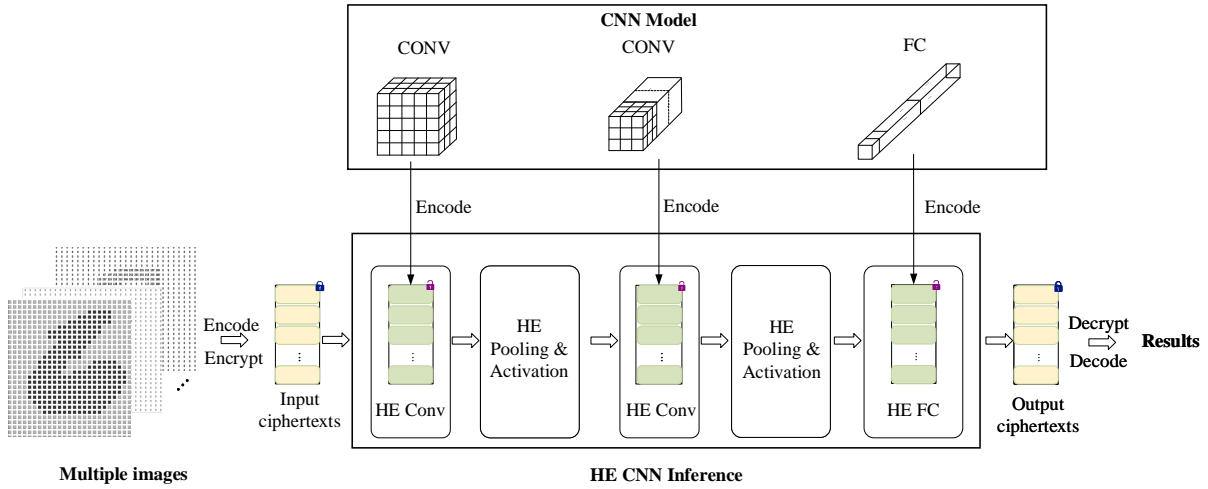 CNN Model
CONV
CONV
FC
Encode
Encode
Encode
Encode
Encrypt
Input
ciphertexts
⋮
⋮
HE Conv
HE
Pooling &
Activation
⋮
HE Conv
HE
Pooling &
Activation
⋮
HE FC
⋮
Output
ciphertexts
Decrypt
Decode
Results
Multiple images
HE CNN Inference